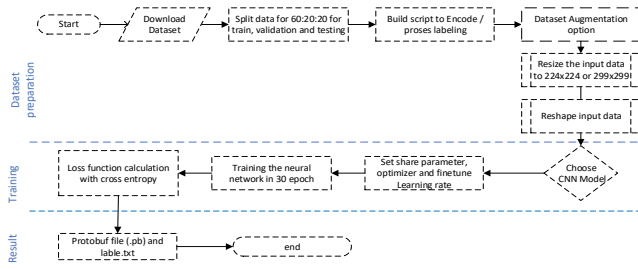 Start
Download
Dataset
Split data for 60:20:20 for
train, validation and testing
Build script to Encode /
proses labeling
Dataset Augmentation
option
Resize the input data
to 224x224 or 299x299
Reshape input data
Dataset
preparation
Choose
CNN Model
Set share parameter,
optimizer and finetune
Learning rate
Training the neural
network in 30 epoch
Loss function calculation
with cross entropy
Training
Protobuf file (.pb) and
lable.txt
end
Result